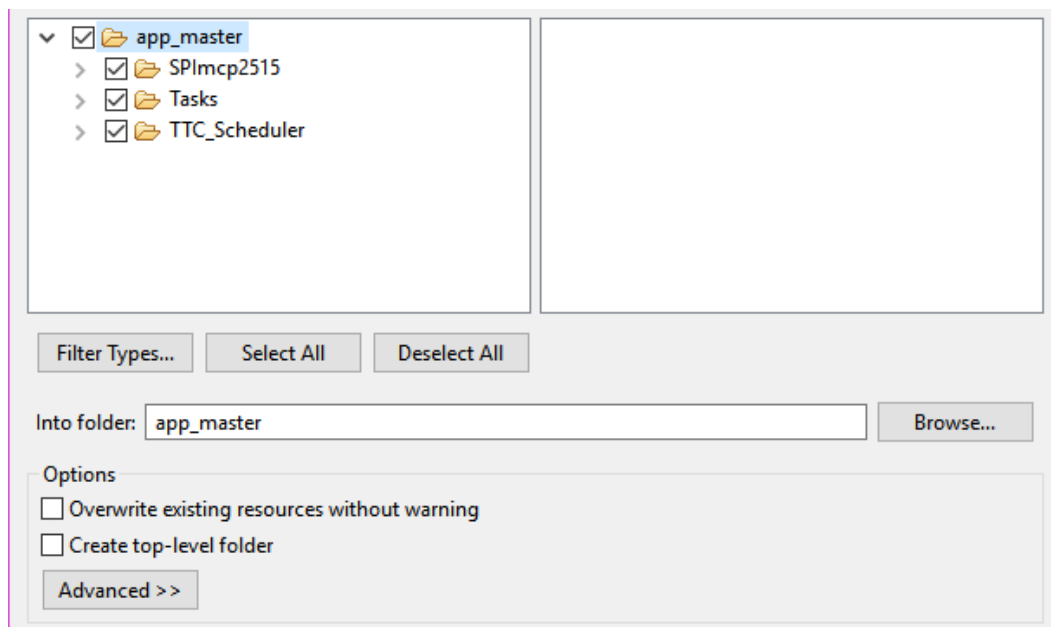 app_master
SPImcp2515
Tasks
TTC_Scheduler
Filter Types...
Select All
Deselect All
Into folder:
app_master
Browse...
Options
Overwrite existing resources without warning
Create top-level folder
Advanced >>